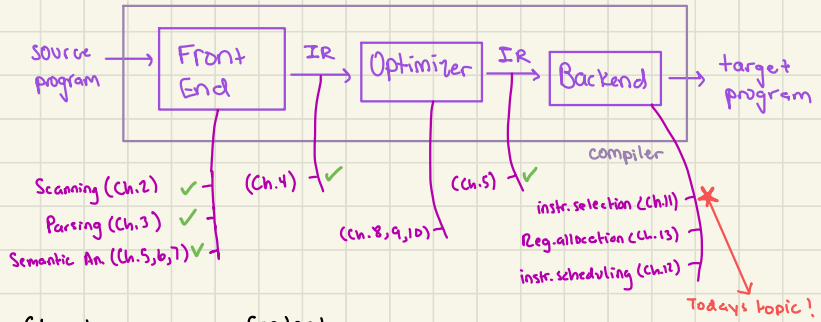 source
program
Front
End
IR
Optimizer
IR
Backend
target
program
compiler
Scanning (Ch.2)
Parsing (Ch.3)
Semantic An. (Ch.5,6,7)
(Ch.4)
(Ch.8,9,10)
(Ch.5)
instr.selection (Ch.11)
Reg.allocation (Ch.13)
instr.scheduling (Ch.12)
Todays topic!